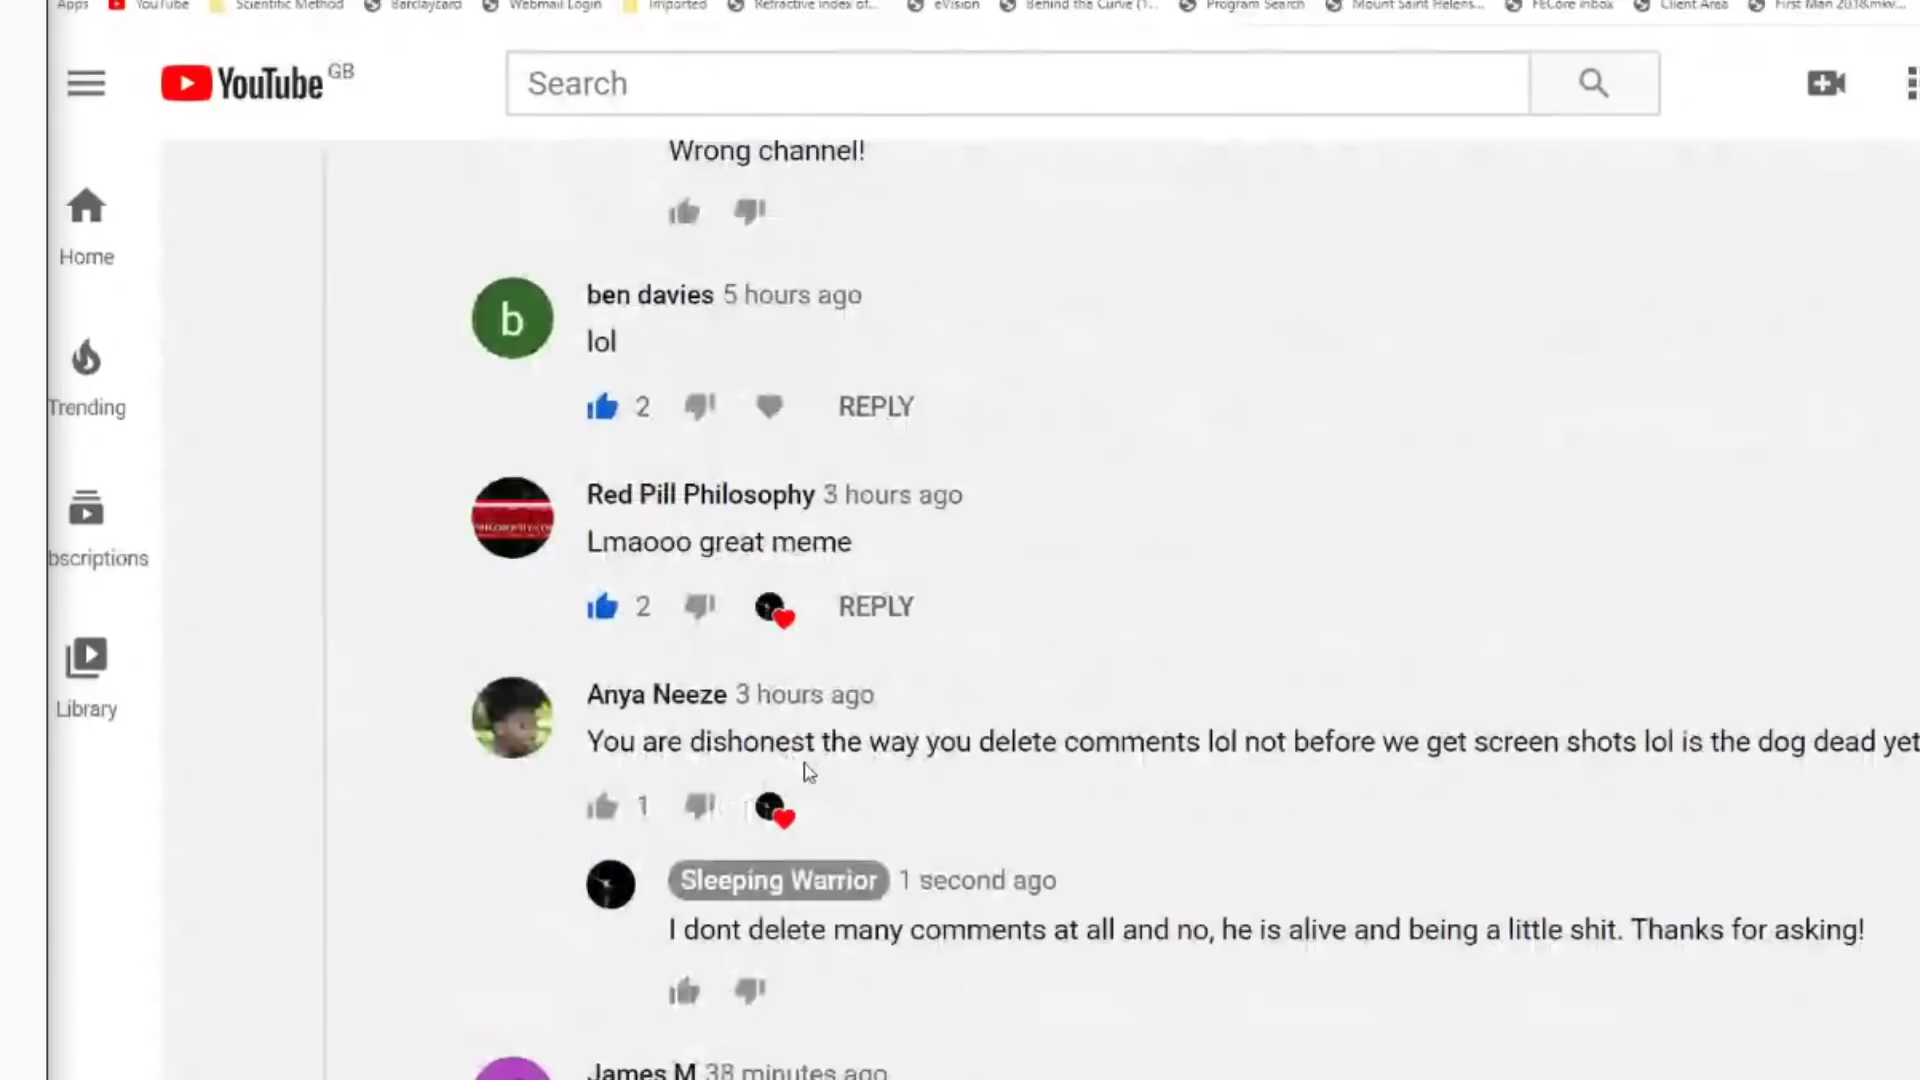 Apps YouTube Scientific Method Barclaycard Webmail Login Imported Refractive index of... eVision Behind the Curve (1... Program Search Mount Saint Helens... FECore Inbox Client Area First Man 2018.mkv...
YouTube GB
Search
Wrong channel!
Home
ben davies 5 hours ago
lol
Trending
2 REPLY
Red Pill Philosophy 3 hours ago
Lmaooo great meme
bscriptions
2 REPLY
Anya Neeze 3 hours ago
Library
You are dishonest the way you delete comments lol not before we get screen shots lol is the dog dead yet
1
Sleeping Warrior 1 second ago
I dont delete many comments at all and no, he is alive and being a little shit. Thanks for asking!
James M 38 minutes ago